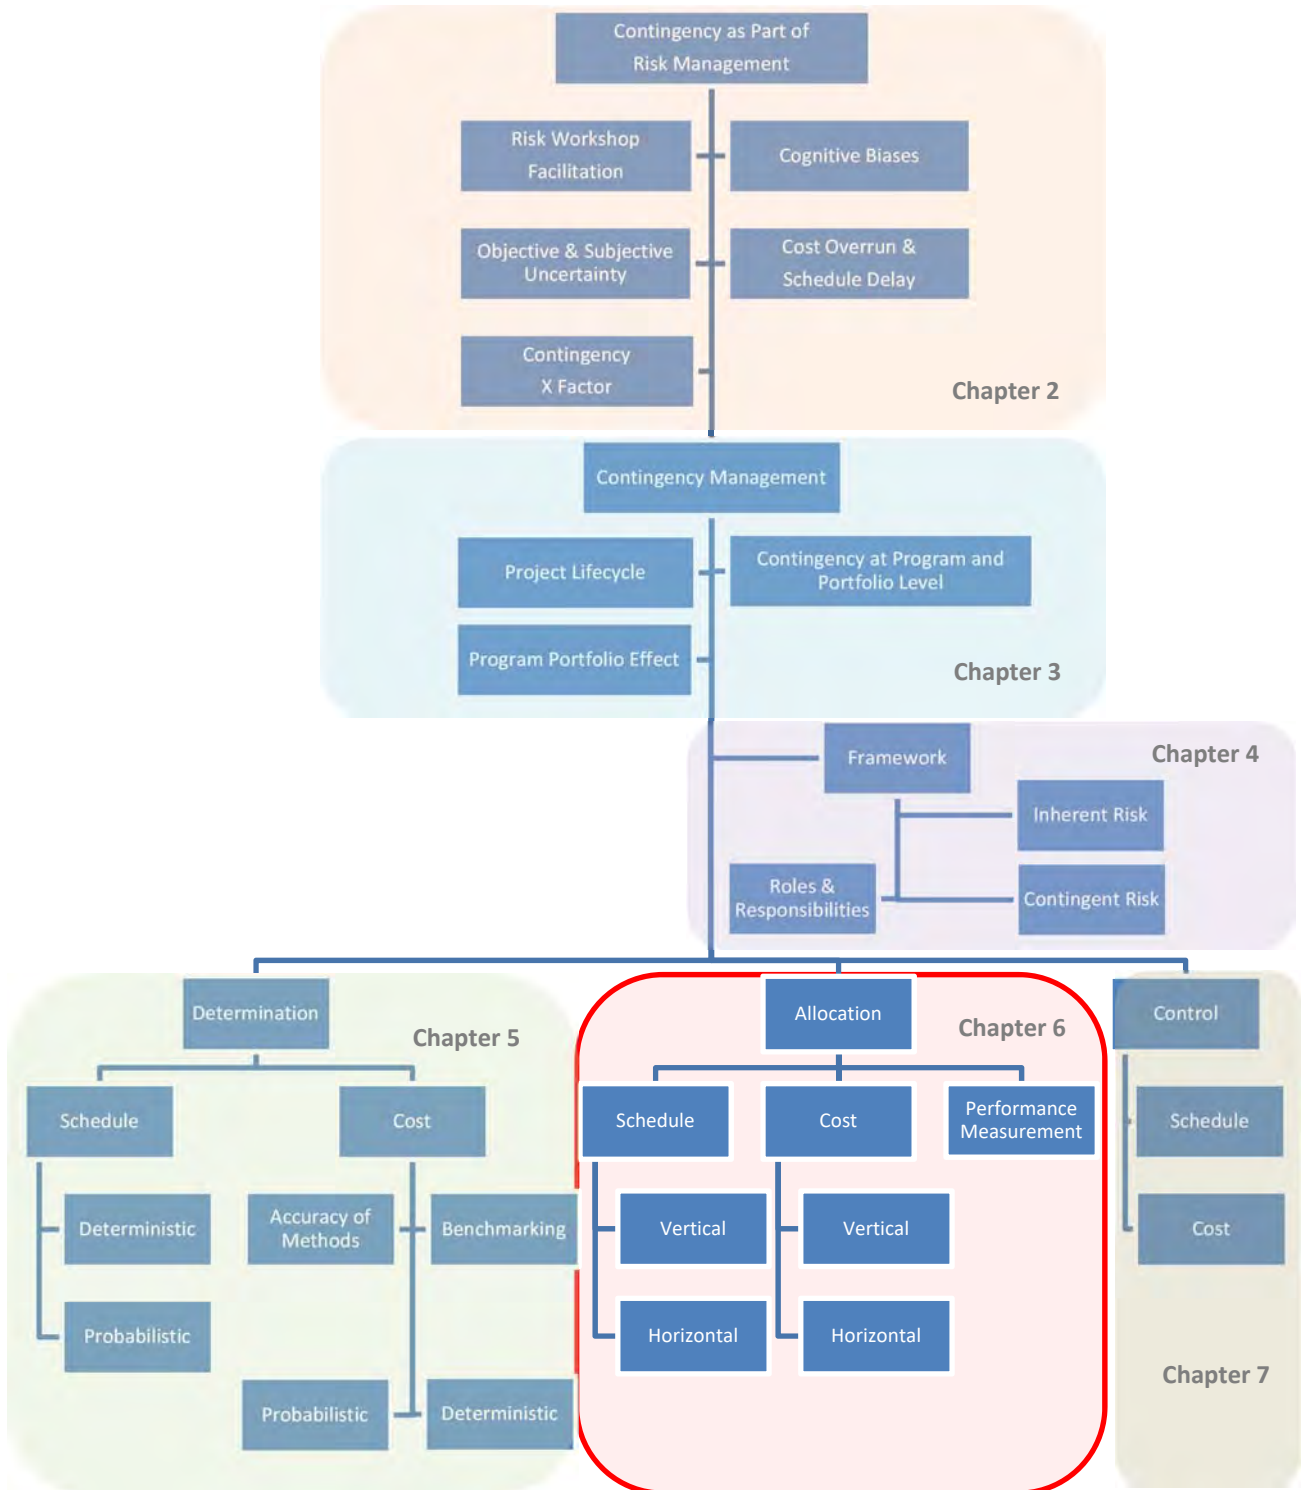 Contingency as Part of
Risk Management
Risk Workshop
Facilitation
Cognitive Biases
Objective & Subjective
Uncertainty
Cost Overrun &
Schedule Delay
Contingency
X Factor
Chapter 2
Contingency Management
Project Lifecycle
Contingency at Program and
Portfolio Level
Program Portfolio Effect
Chapter 3
Framework
Chapter 4
Inherent Risk
Roles &
Responsibilities
Contingent Risk
Determination
Chapter 5
Schedule
Cost
Deterministic
Accuracy of
Methods
Benchmarking
Probabilistic
Probabilistic
Deterministic
Allocation
Chapter 6
Schedule
Cost
Performance
Measurement
Vertical
Vertical
Horizontal
Horizontal
Control
Schedule
Cost
Chapter 7